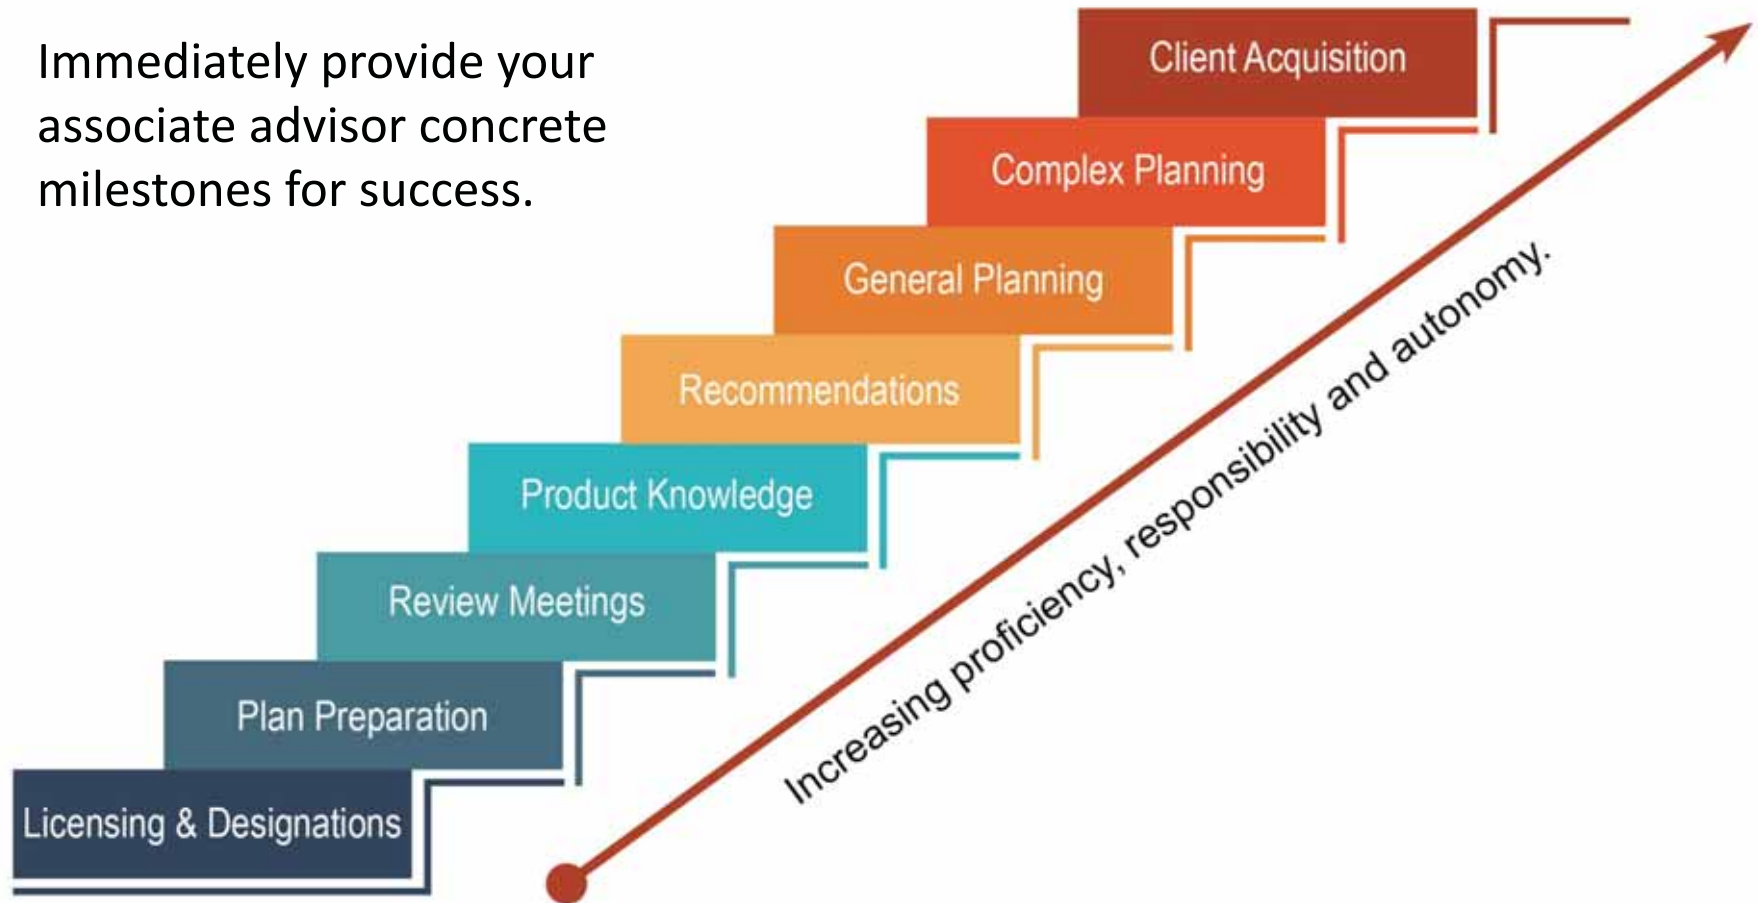 Immediately provide your
associate advisor concrete
milestones for success.
Client Acquisition
Complex Planning
General Planning
Recommendations
Product Knowledge
Review Meetings
Plan Preparation
Licensing & Designations
Increasing proficiency, responsibility and autonomy.